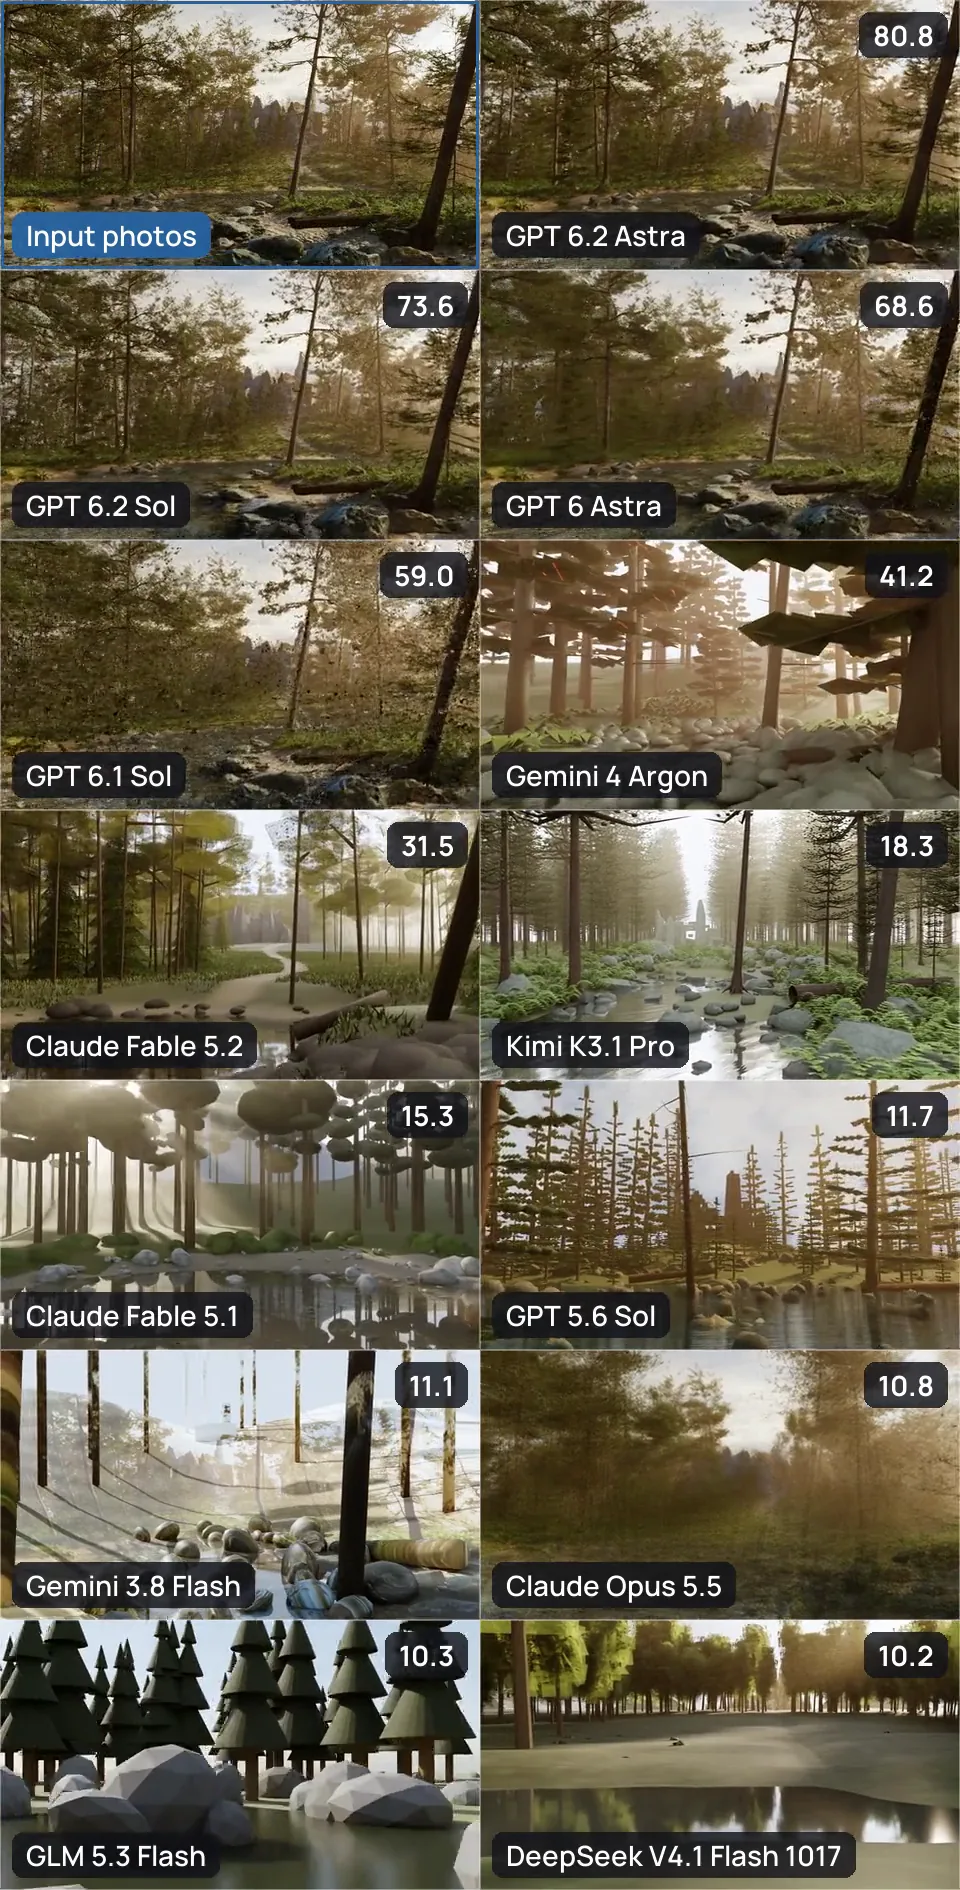 Input photos
80.8
GPT 6.2 Astra
73.6
GPT 6.2 Sol
68.6
GPT 6 Astra
59.0
GPT 6.1 Sol
41.2
Gemini 4 Argon
31.5
Claude Fable 5.2
18.3
Kimi K3.1 Pro
15.3
Claude Fable 5.1
11.7
GPT 5.6 Sol
11.1
Gemini 3.8 Flash
10.8
Claude Opus 5.5
10.3
GLM 5.3 Flash
10.2
DeepSeek V4.1 Flash 1017